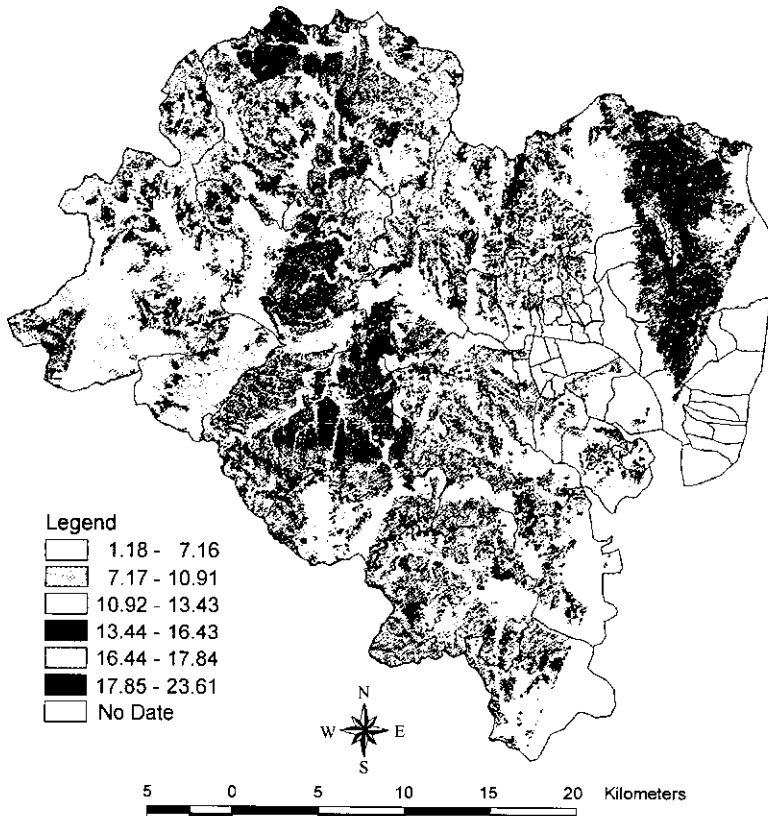 Legend
1.18 - 7.16
7.17 - 10.91
10.92 - 13.43
13.44 - 16.43
16.44 - 17.84
17.85 - 23.61
No Date
N
W E
S
5 0 5 10 15 20 Kilometers